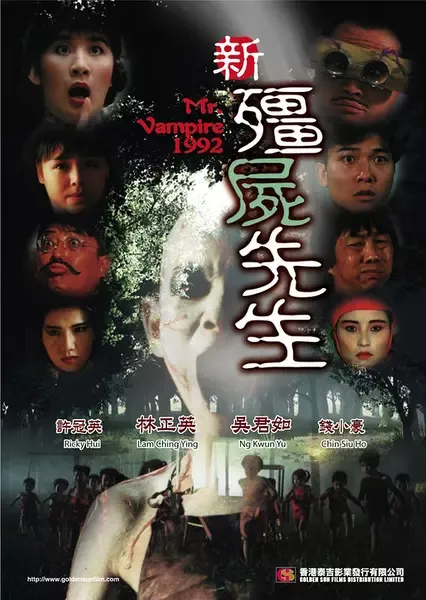 新
殭
屍
先
生
Mr.
Vampire
1992
許冠英
Ricky Hui
林正英
Lam Ching Ying
吳君如
Ng Kwun Yu
錢小豪
Chin Siu Ho
http://www.goldensunfilm.com
GS
香港泰吉影業發行有限公司
GOLDEN SUN FILMS DISTRIBUTION LIMITED